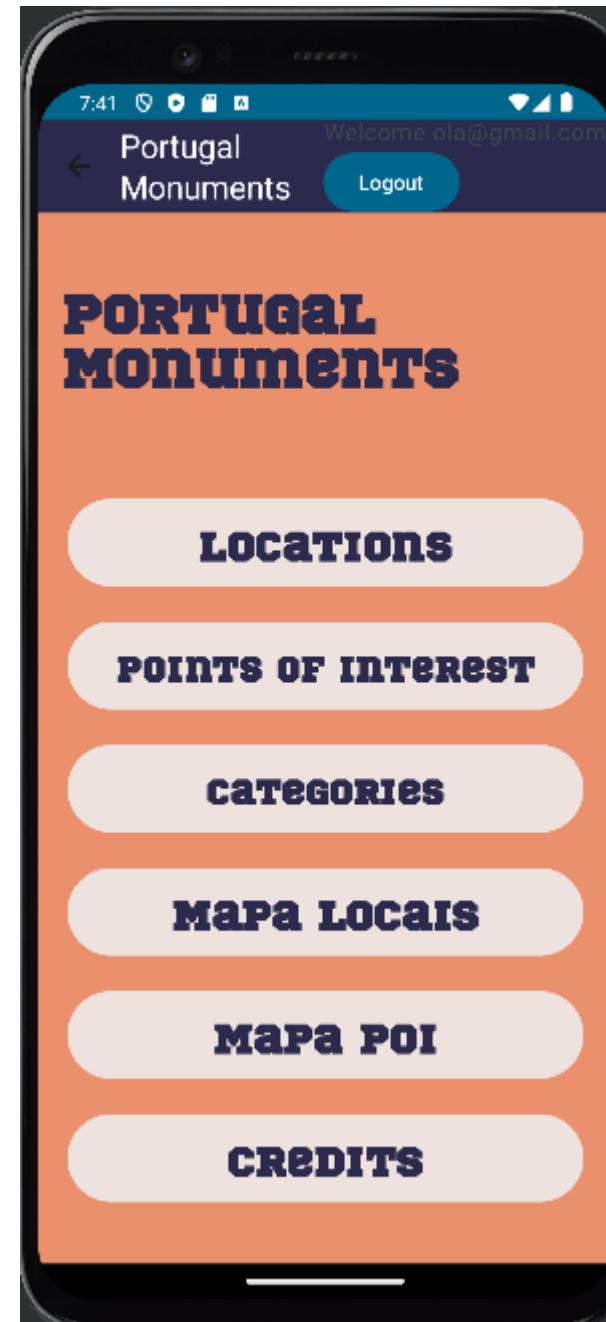 7:41
Portugal
Monuments
Welcome ola@gmail.com
Logout
PORTUGAL
MONUMENTS
LOCATIONS
POINTS OF INTEREST
CATEGORIES
MAPA LOCAIS
MAPA POI
CREDITS